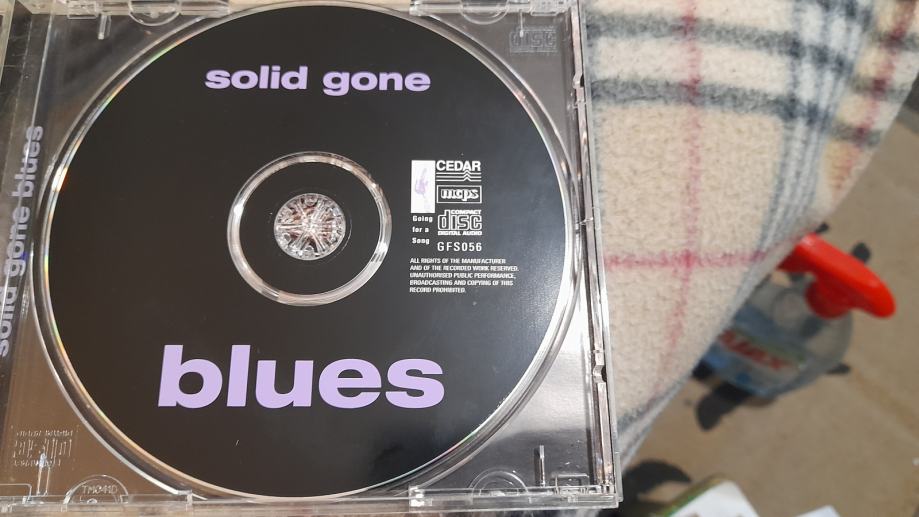 solid gone
CEDAR
mcps
COMPACT
disc
DIGITAL AUDIO
Going
for a
Song
GFS056
ALL RIGHTS OF THE MANUFACTURER
AND OF THE RECORDED WORK RESERVED.
UNAUTHORISED PUBLIC PERFORMANCE,
BROADCASTING AND COPYING OF THIS
RECORD PROHIBITED.
blues
solid gone blues
disc